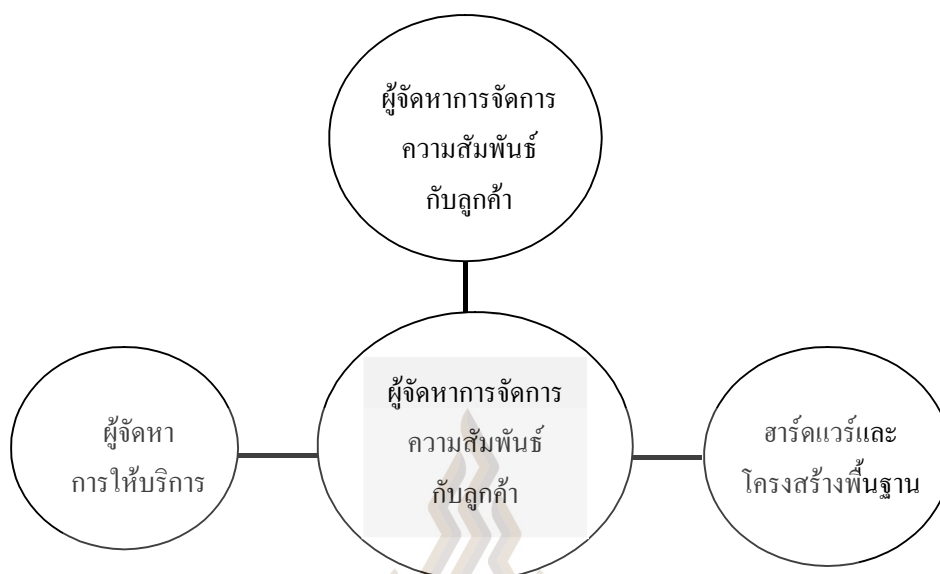 ผู้จัดหาการจัดการ
ความสัมพันธ์
กับลูกค้า
ผู้จัดหาการจัดการ
ความสัมพันธ์
กับลูกค้า
ผู้จัดหา
การให้บริการ
ฮาร์ดแวร์และ
โครงสร้างพื้นฐาน